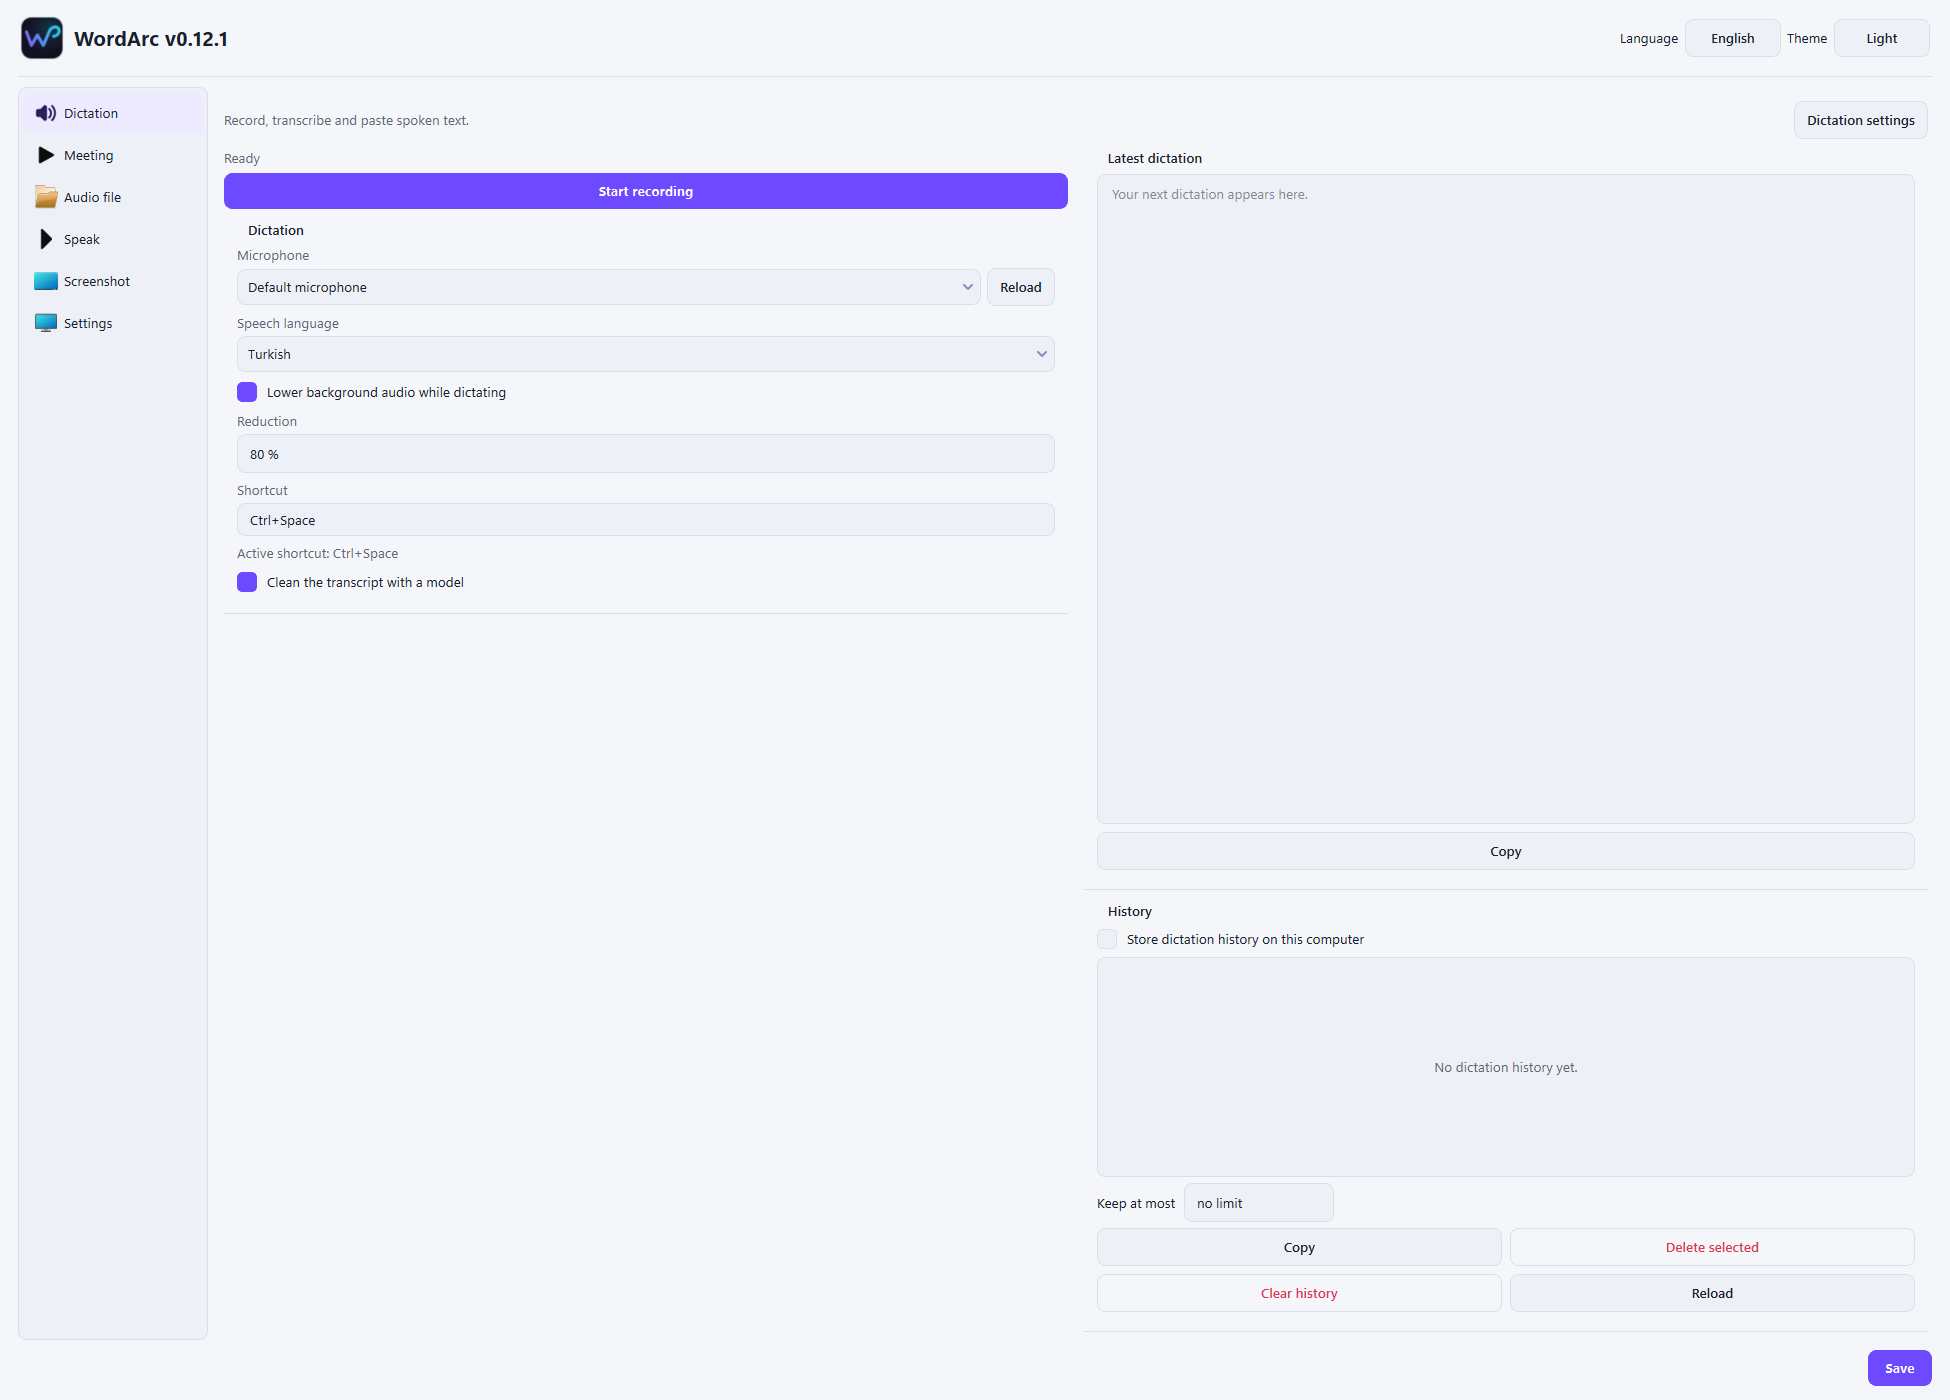 WordArc v0.12.1
Language English Theme Light
Dictation
Meeting
Audio file
Speak
Screenshot
Settings
Record, transcribe and paste spoken text.
Dictation settings
Ready
Start recording
Dictation
Microphone
Default microphone Reload
Speech language
Turkish
Lower background audio while dictating
Reduction
80 %
Shortcut
Ctrl+Space
Active shortcut: Ctrl+Space
Clean the transcript with a model
Latest dictation
Your next dictation appears here.
Copy
History
Store dictation history on this computer
No dictation history yet.
Keep at most no limit
Copy Delete selected
Clear history Reload
Save